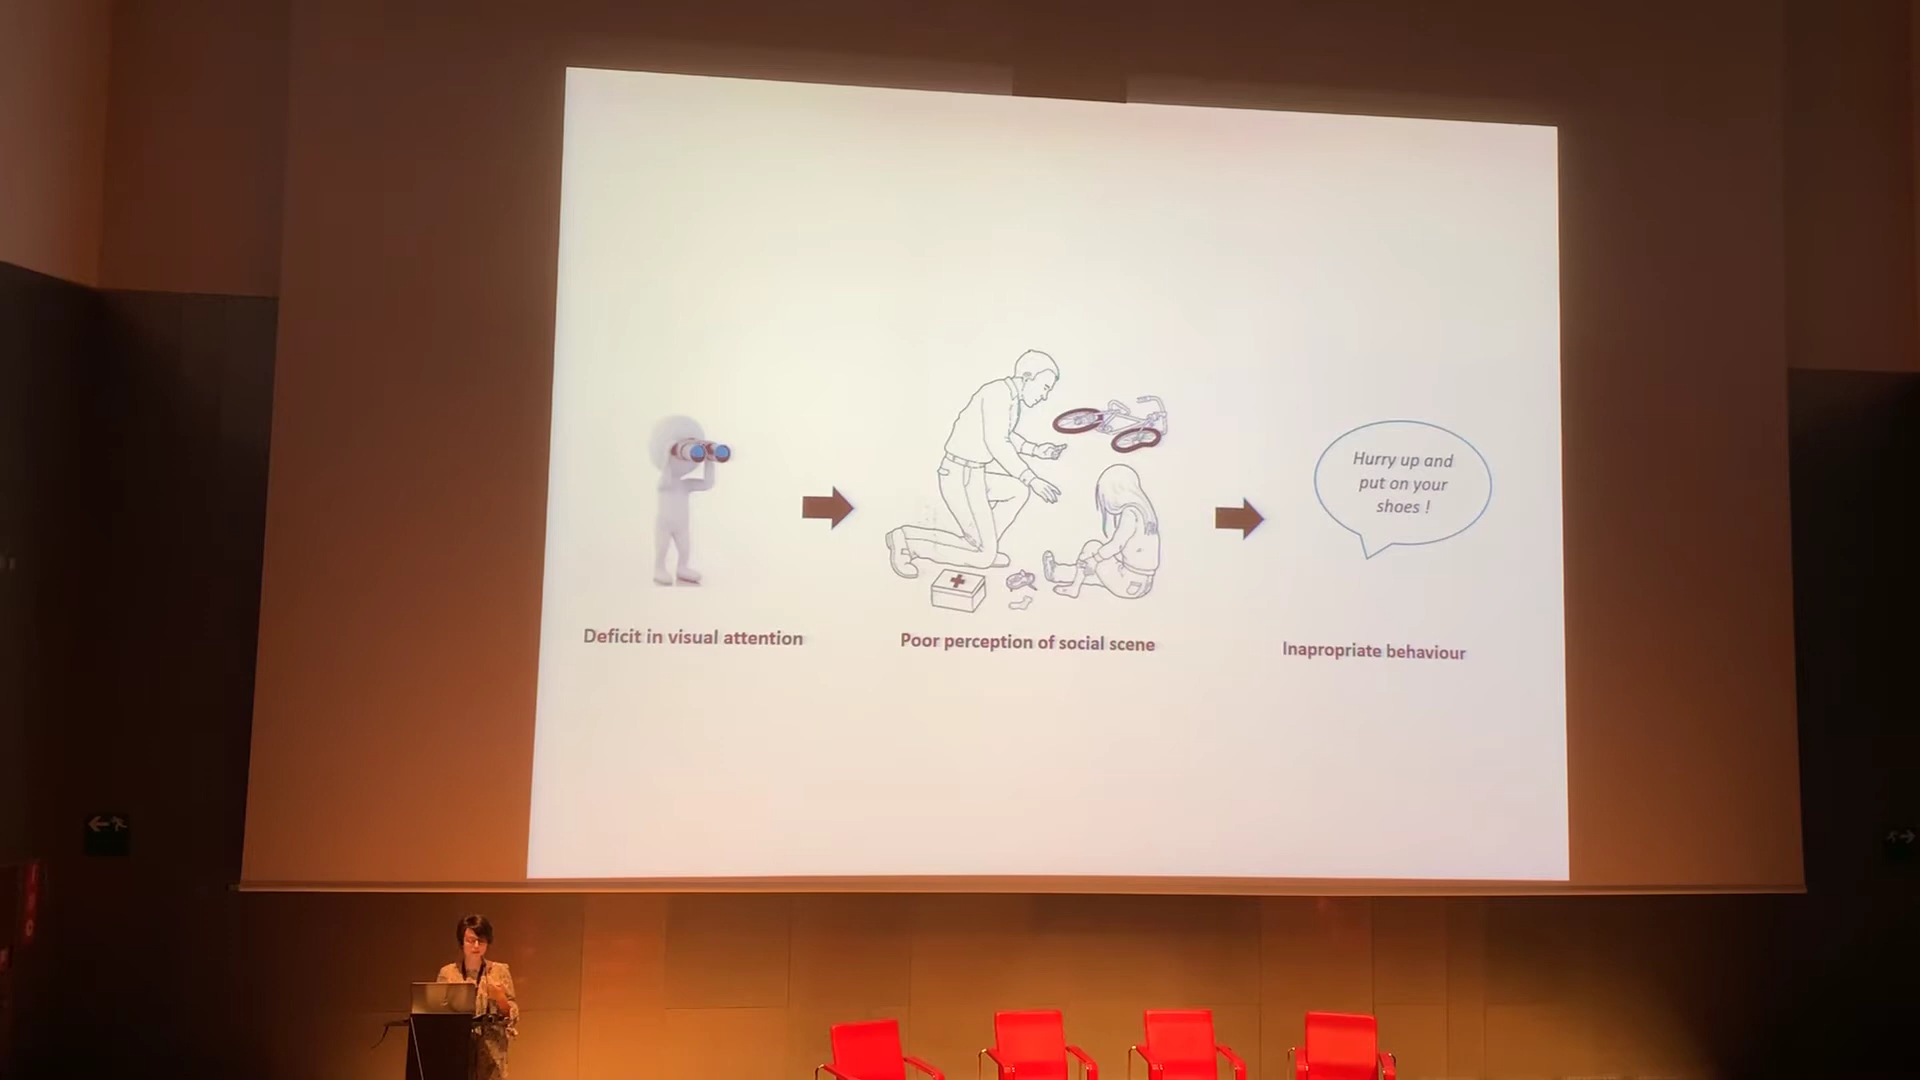 Hurry up and
put on your
shoes !
Deficit in visual attention
Poor perception of social scene
Inapropriate behaviour